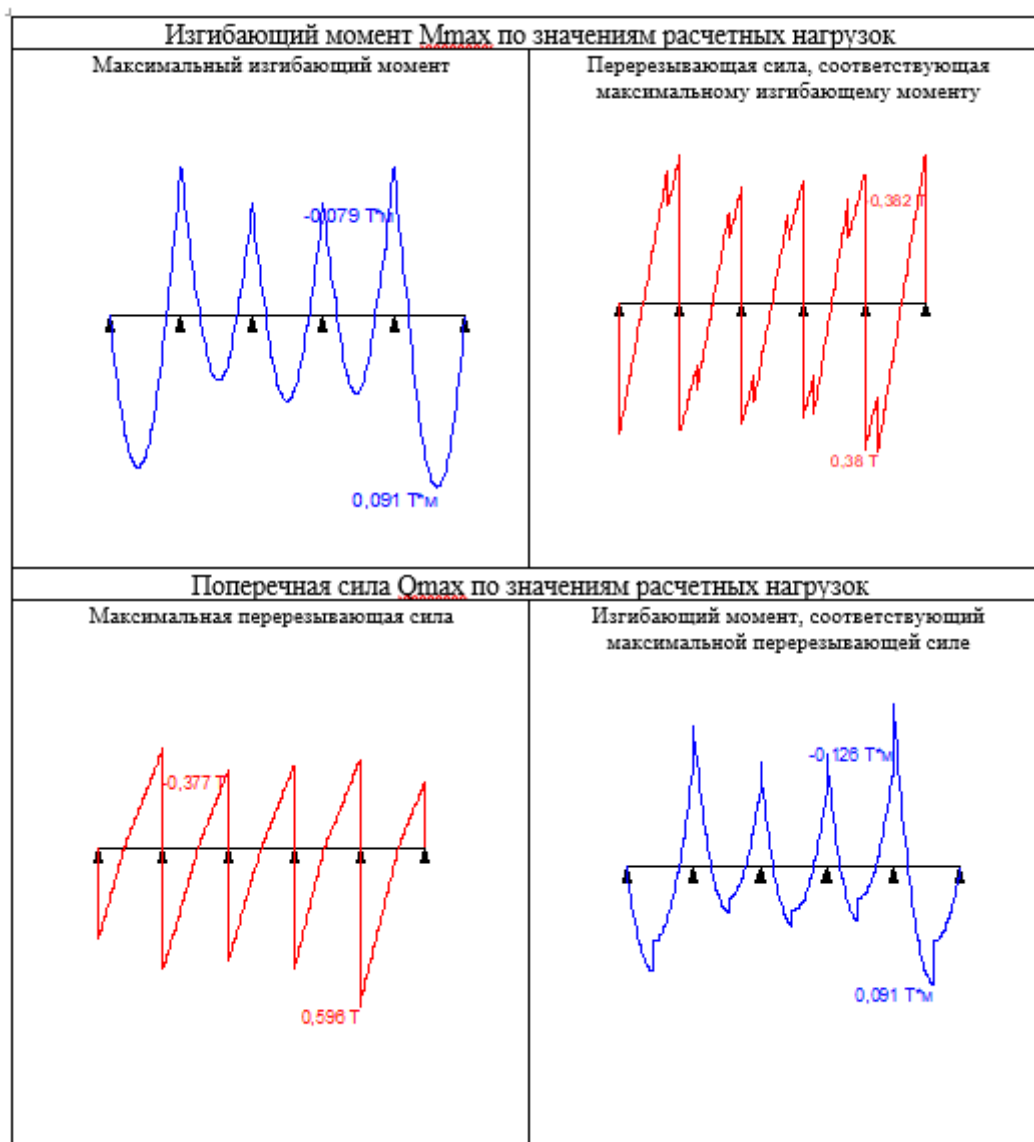 Изгибающий момент Mmax по значениям расчетных нагрузок
Максимальный изгибающий момент
Перерезывающая сила, соответствующая
максимальному изгибающему моменту
-0,079 Т*м
0,091 Т*м
-0,382 Т
0,38 Т
Поперечная сила Qmax по значениям расчетных нагрузок
Максимальная перерезывающая сила
Изгибающий момент, соответствующий
максимальной перерезывающей силе
-0,377 Т
0,596 Т
-0,126 Т*м
0,091 Т*м